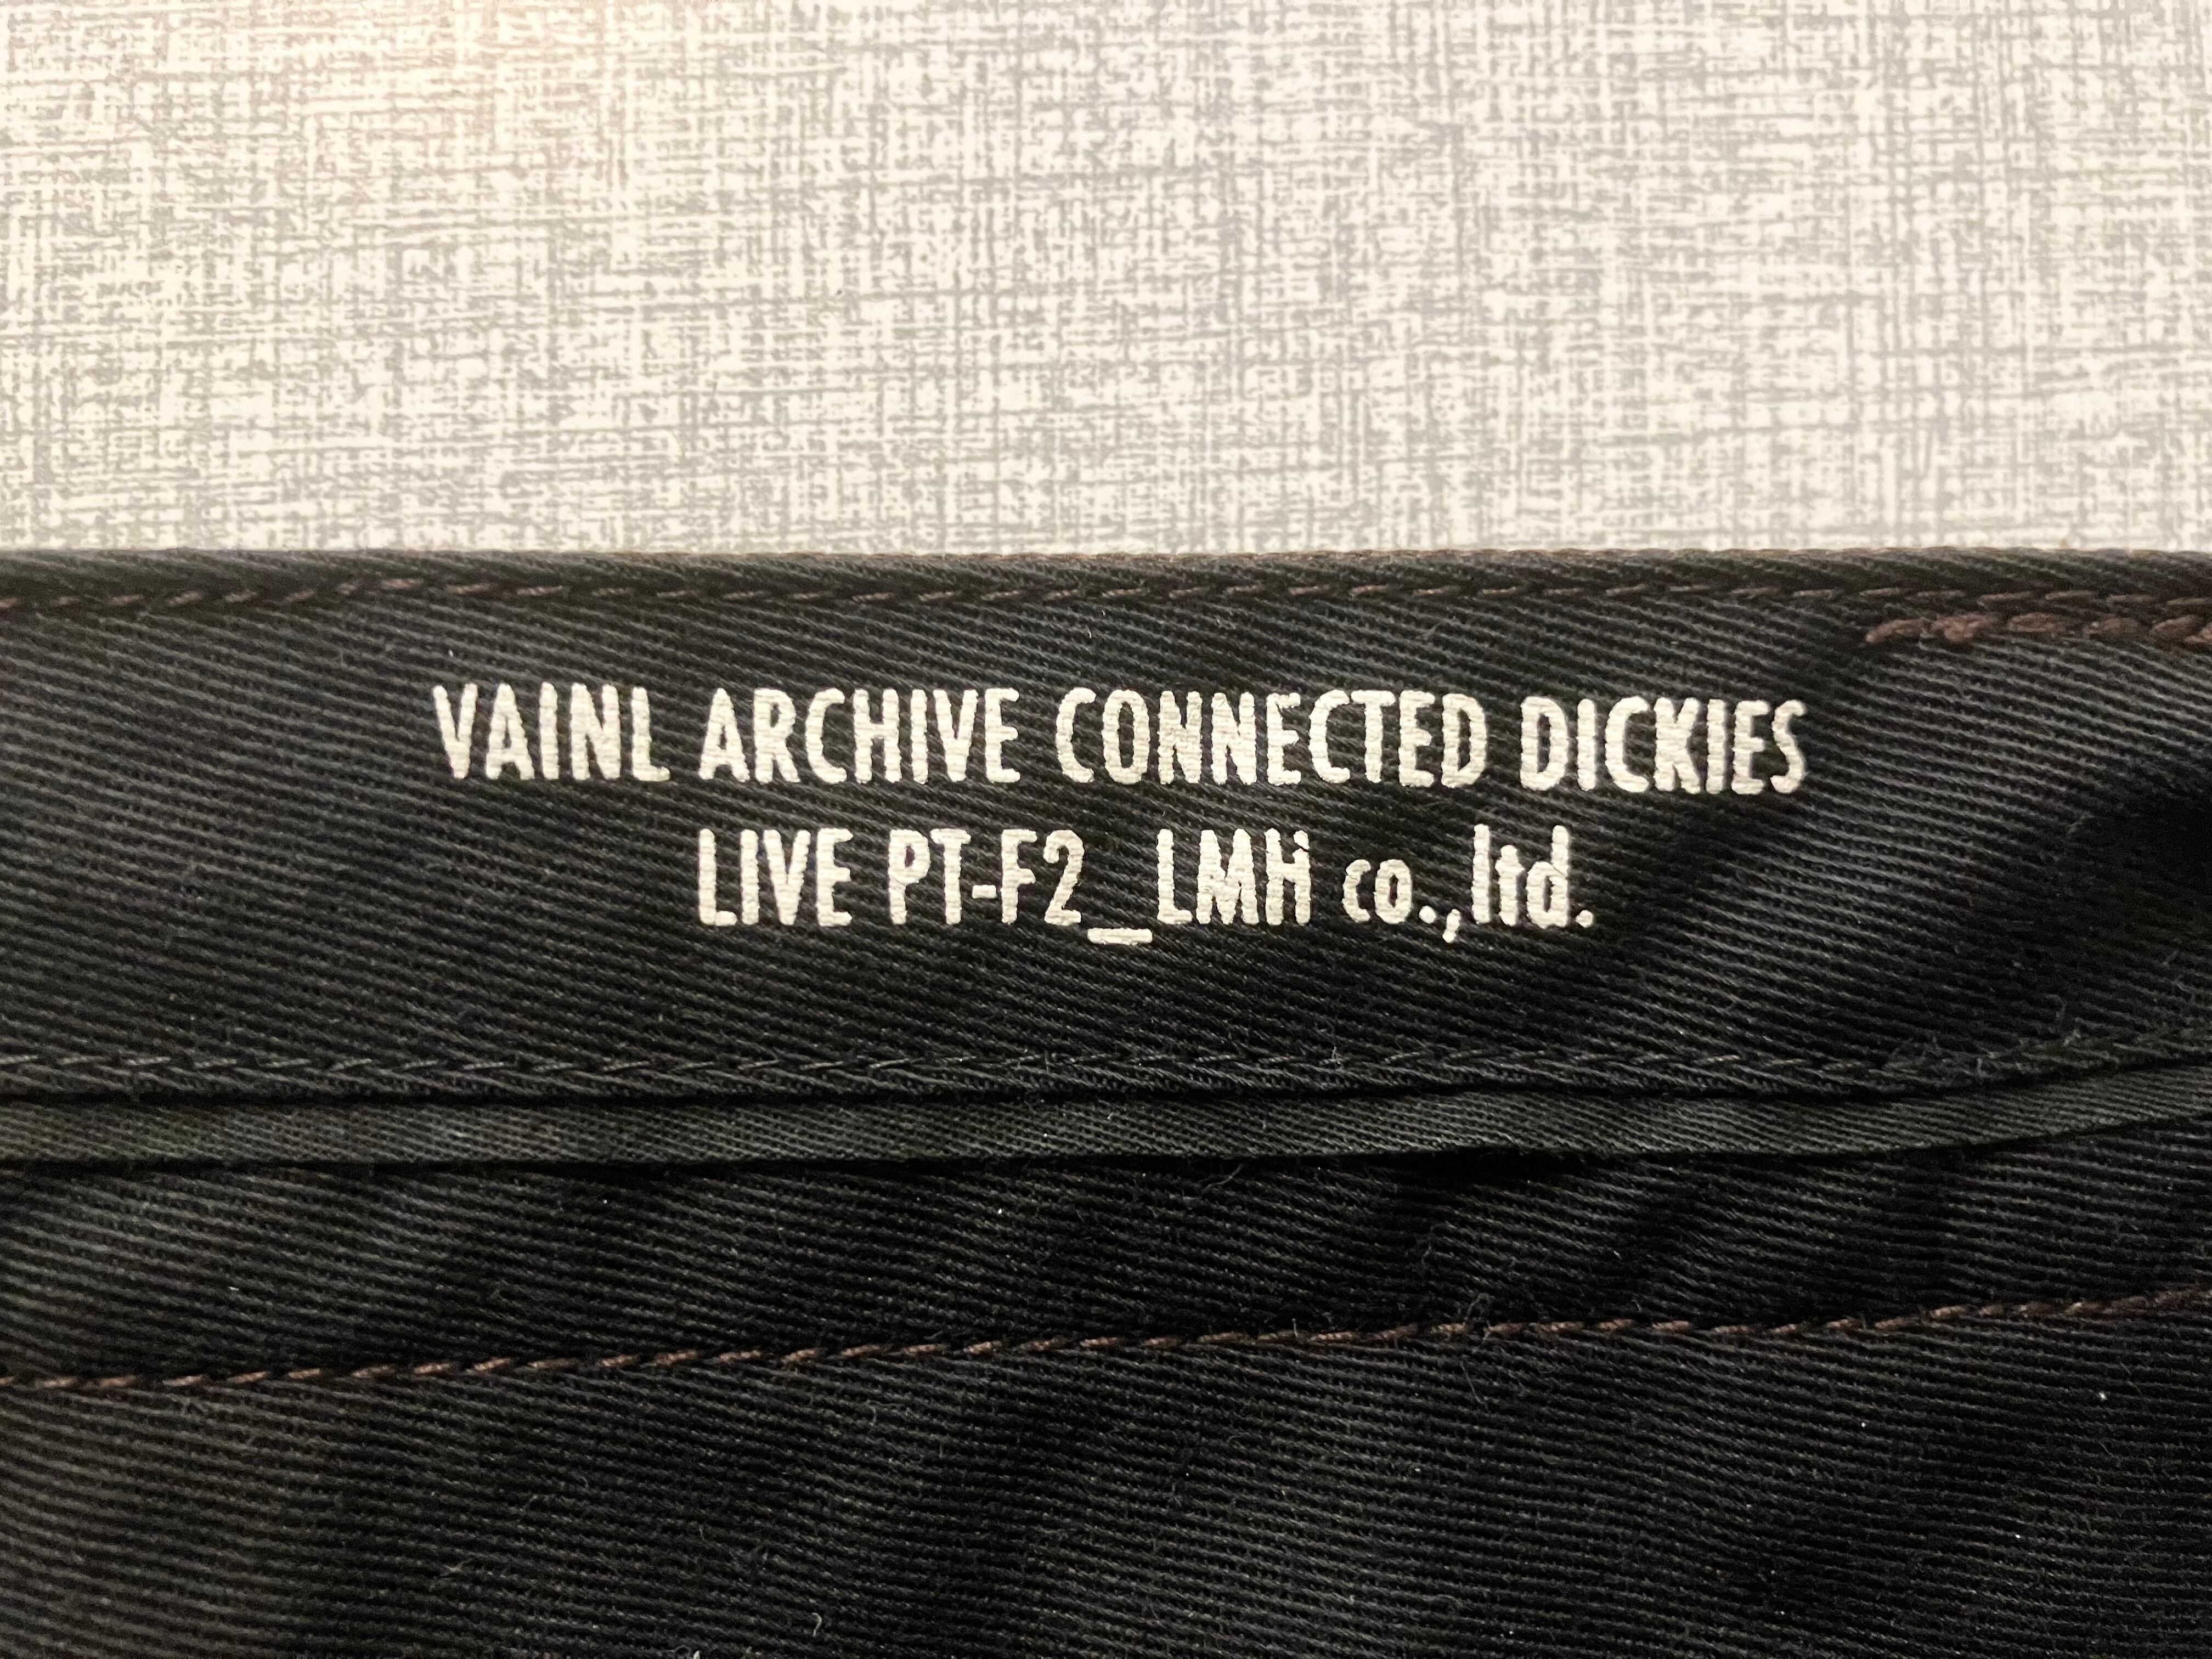 VAINL ARCHIVE CONNECTED DICKIES
LIVE PT-F2_LMH co.,ltd.